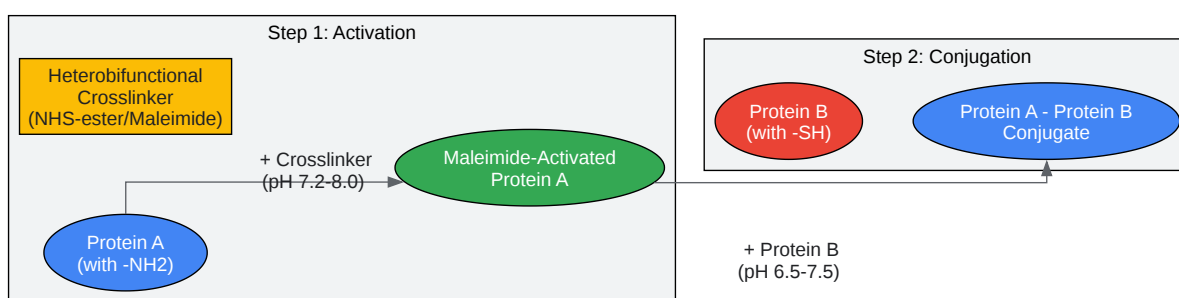 Step 1: Activation
Heterobifunctional
Crosslinker
(NHS-ester/Maleimide)
+ Crosslinker
(pH 7.2-8.0)
Maleimide-Activated
Protein A
Protein A
(with -NH2)
Step 2: Conjugation
Protein B
(with -SH)
Protein A - Protein B
Conjugate
+ Protein B
(pH 6.5-7.5)